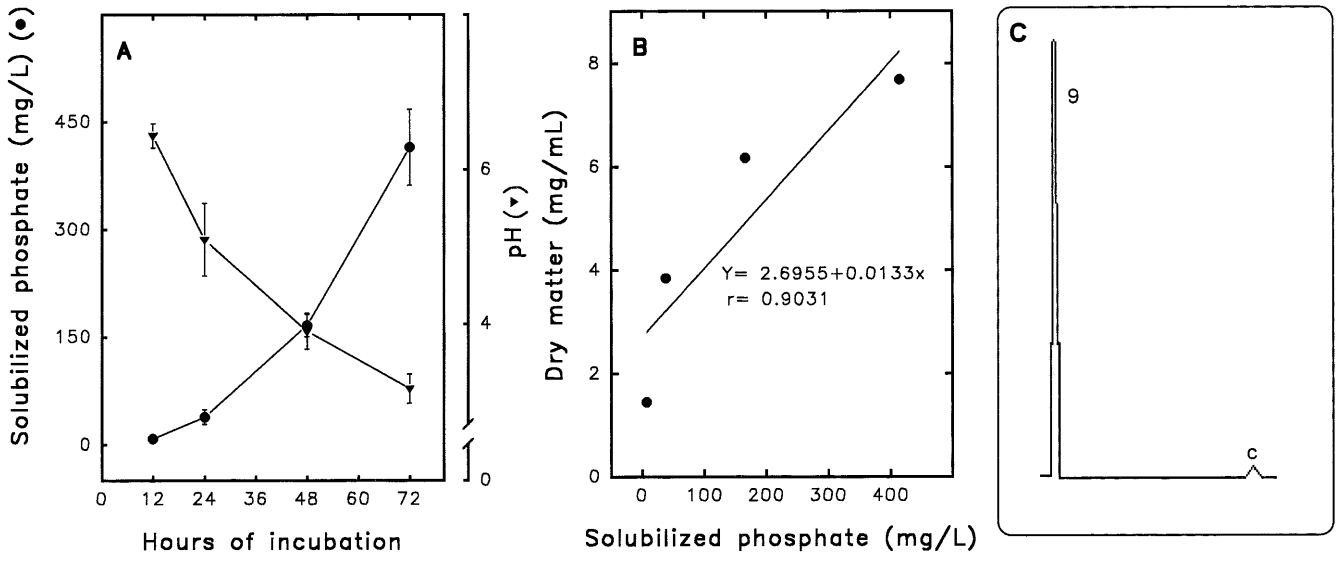 A
Solubilized phosphate (mg/L) (●)
450
300
150
0
0 12 24 36 48 60 72
Hours of incubation
6
4
0
pH (▼)
B
Dry matter (mg/mL)
8
6
4
2
0
Y= 2.6955+0.0133x
r= 0.9031
0 100 200 300 400
Solubilized phosphate (mg/L)
C
9
c